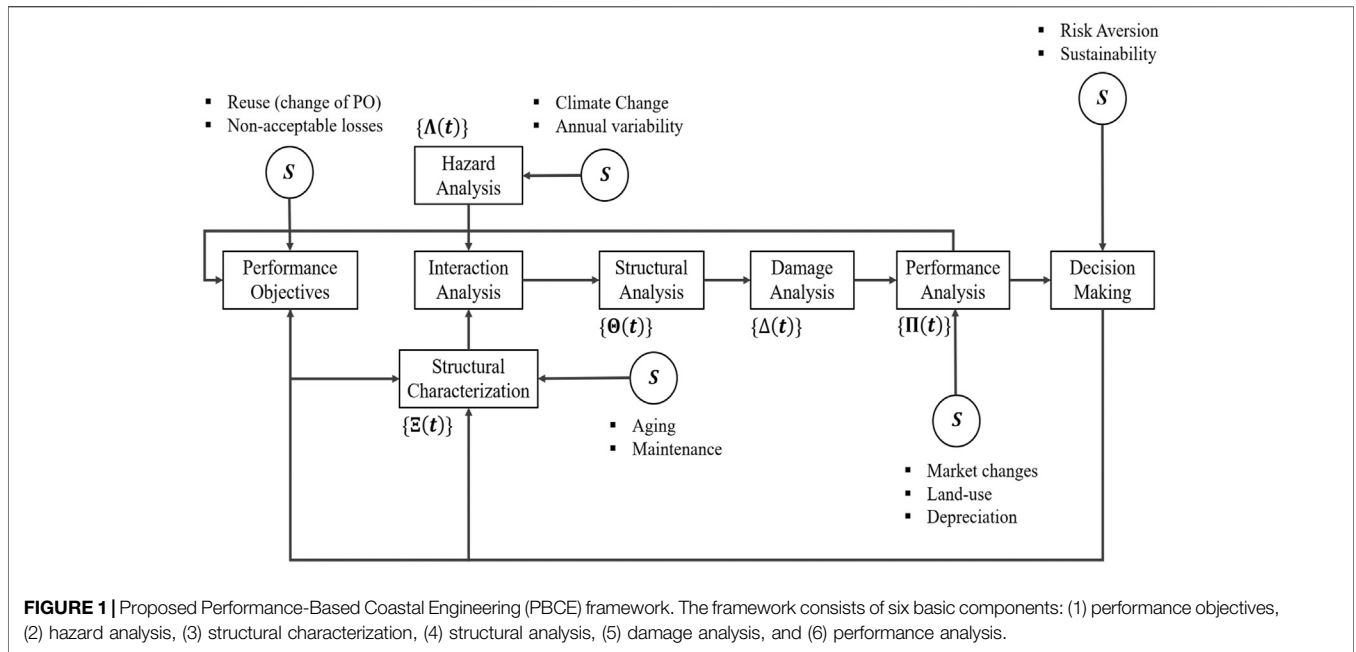 ▪ Risk Aversion
▪ Sustainability
S
▪ Reuse (change of PO)
▪ Non-acceptable losses
S
{Λ(t)}
▪ Climate Change
▪ Annual variability
S
Hazard
Analysis
Performance
Objectives
Interaction
Analysis
Structural
Analysis
{Θ(t)}
Damage
Analysis
{Δ(t)}
Performance
Analysis
{Π(t)}
Decision
Making
Structural
Characterization
{Ξ(t)}
S
▪ Aging
▪ Maintenance
S
▪ Market changes
▪ Land-use
▪ Depreciation
FIGURE 1 | Proposed Performance-Based Coastal Engineering (PBCE) framework. The framework consists of six basic components: (1) performance objectives,
(2) hazard analysis, (3) structural characterization, (4) structural analysis, (5) damage analysis, and (6) performance analysis.